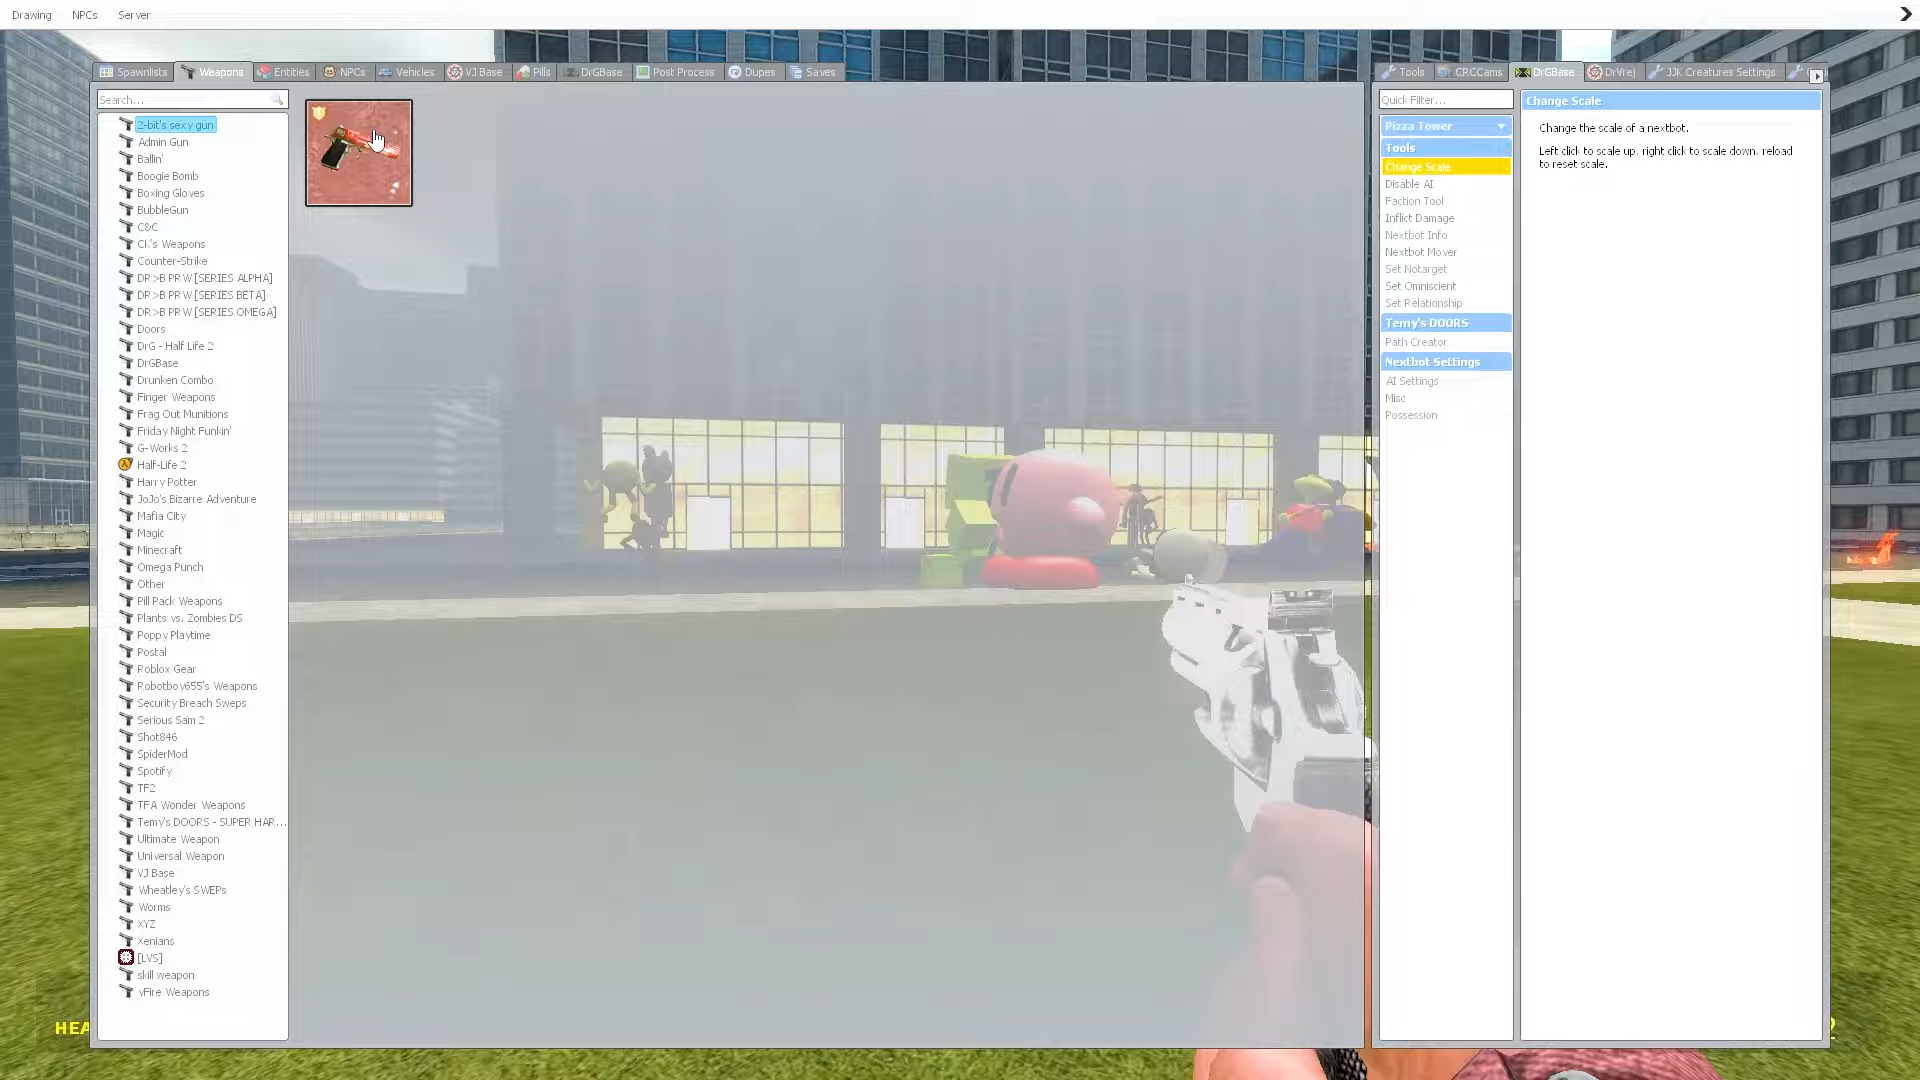 Drawing NPCs Server
Spawnlists Weapons Entities NPCs Vehicles VJ Base Pills DrGBase Post Process Dupes Saves
Tools CRCCams DrGBase DrVrej JJK Creatures Settings
Search...
2-bit's sexy gun
Admin Gun
Ballin'
Boogie Bomb
Boxing Gloves
BubbleGun
C&C
Ck's Weapons
Counter-Strike
DR>B PR W [SERIES ALPHA]
DR>B PR W [SERIES BETA]
DR>B PR W [SERIES OMEGA]
Doors
DrG - Half Life 2
DrGBase
Drunken Combo
Finger Weapons
Frag Out Munitions
Friday Night Funkin'
G-Works 2
Half-Life 2
Harry Potter
JoJo's Bizarre Adventure
Mafia City
Magic
Minecraft
Omega Punch
Other
Pill Pack Weapons
Plants vs. Zombies DS
Poppy Playtime
Postal
Roblox Gear
Robotboy655's Weapons
Security Breach Sweps
Serious Sam 2
Shot846
SpiderMod
Spotify
TF2
TFA Wonder Weapons
Temy's DOORS - SUPER HAR...
Ultimate Weapon
Universal Weapon
VJ Base
Wheatley's SWEPs
Worms
XYZ
Xenians
[LVS]
skill weapon
vFire Weapons
HEA
Quick Filter...
Pizza Tower
Tools
Change Scale
Disable AI
Faction Tool
Inflict Damage
Nextbot Info
Nextbot Mover
Set Notarget
Set Omniscient
Set Relationship
Temy's DOORS
Path Creator
Nextbot Settings
AI Settings
Misc
Possession
Change Scale
Change the scale of a nextbot.
Left click to scale up, right click to scale down, reload
to reset scale.